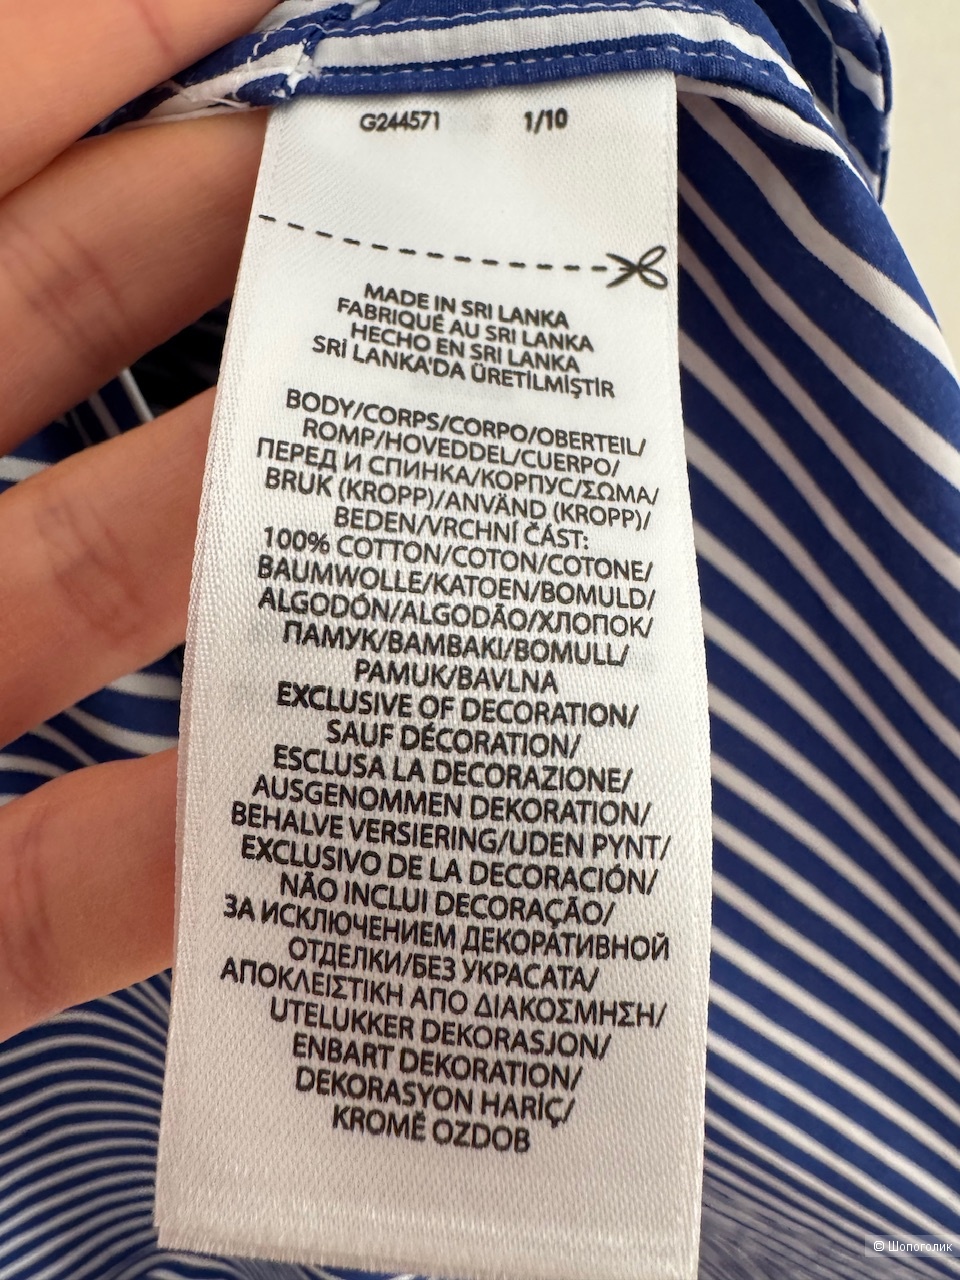 G244571 1/10
MADE IN SRI LANKA
FABRIQUÉ AU SRI LANKA
HECHO EN SRI LANKA
SRİ LANKA'DA ÜRETİLMİŞTİR
BODY/CORPS/CORPO/OBERTEIL/
ROMP/HOVEDDEL/CUERPO/
ПЕРЕД И СПИНКА/КОРПУС/ΣΩΜΑ/
BRUK (KROPP)/ANVÄND (KROPP)/
BEDEN/VRCHNÍ ČÁST:
100% COTTON/COTON/COTONE/
BAUMWOLLE/KATOEN/BOMULD/
ALGODÓN/ALGODÃO/ХЛОПОК/
ПАМУК/BAMBAKI/BOMULL/
PAMUK/BAVLNA
EXCLUSIVE OF DECORATION/
SAUF DÉCORATION/
ESCLUSA LA DECORAZIONE/
AUSGENOMMEN DEKORATION/
BEHALVE VERSIERING/UDEN PYNT/
EXCLUSIVO DE LA DECORACIÓN/
NÃO INCLUI DECORAÇÃO/
ЗА ИСКЛЮЧЕНИЕМ ДЕКОРАТИВНОЙ
ОТДЕЛКИ/БЕЗ УКРАСАТА/
ΑΠΟΚΛΕΙΣΤΙΚΗ ΑΠΟ ΔΙΑΚΟΣΜΗΣΗ/
UTELUKKER DEKORASJON/
ENBART DEKORATION/
DEKORASYON HARİÇ/
KROMĚ OZDOB
© Шопоголик